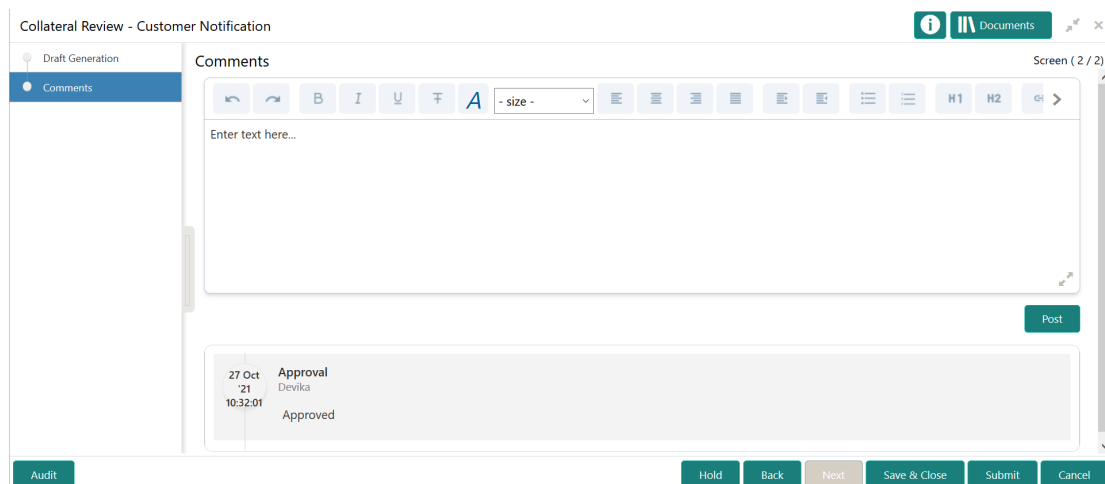 Collateral Review - Customer Notification
Documents
Draft Generation
Comments
Comments
Screen ( 2 / 2)
B I U T A - size - H1 H2
Enter text here...
Post
27 Oct
'21
10:32:01
Approval
Devika
Approved
Audit
Hold
Back
Next
Save & Close
Submit
Cancel